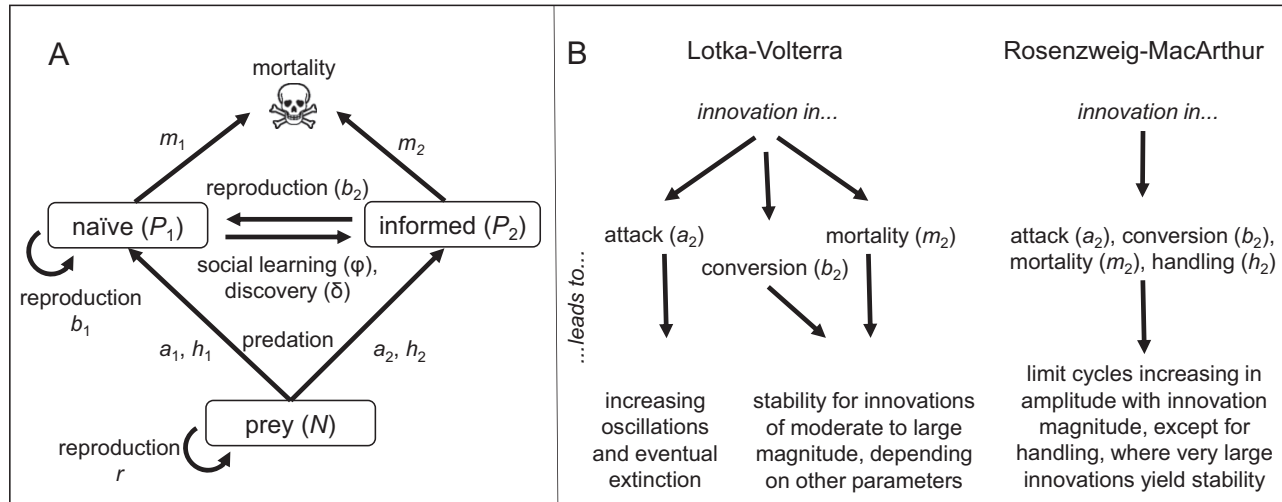 A
mortality
m1
m2
reproduction (b2)
naïve (P1)
informed (P2)
social learning (φ),
discovery (δ)
reproduction
b1
predation
a1, h1
a2, h2
prey (N)
reproduction
r
B
Lotka-Volterra
Rosenzweig-MacArthur
innovation in...
innovation in...
attack (a2)
mortality (m2)
conversion (b2)
attack (a2), conversion (b2),
mortality (m2), handling (h2)
...leads to...
increasing
oscillations
and eventual
extinction
stability for innovations
of moderate to large
magnitude, depending
on other parameters
limit cycles increasing in
amplitude with innovation
magnitude, except for
handling, where very large
innovations yield stability